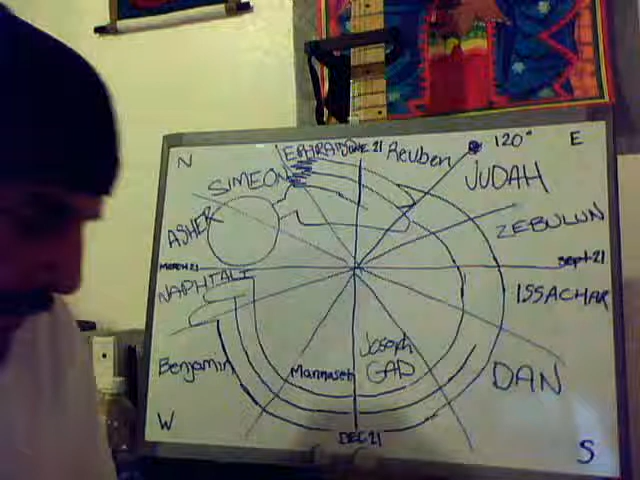 N
EPHRAIM
JUNE 21
Reuben
120°
E
SIMEON
JUDAH
ASHER
ZEBULUN
MARCH 21
Sept 21
NAPHTALI
ISSACHAR
Benjamin
Mannaseh
Joseph
GAD
DAN
W
DEC 21
S